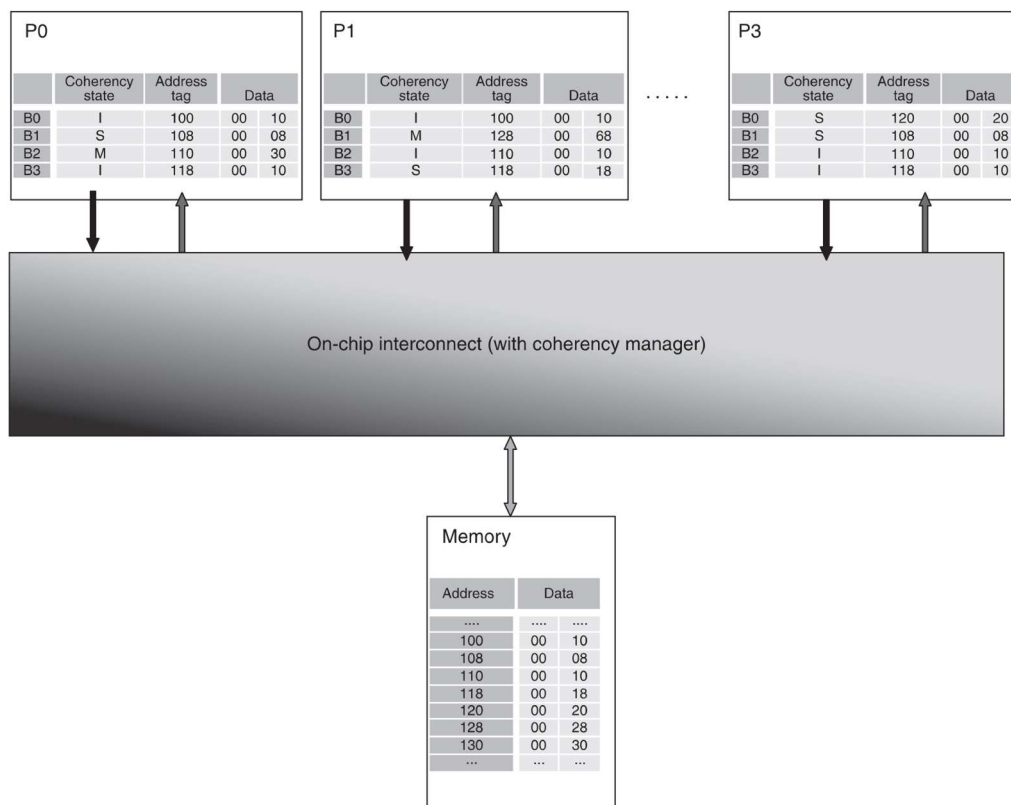 P0
Coherency state Address tag Data
B0 I 100 00 10
B1 S 108 00 08
B2 M 110 00 30
B3 I 118 00 10
P1
Coherency state Address tag Data
B0 I 100 00 10
B1 M 128 00 68
B2 I 110 00 10
B3 S 118 00 18
.....
P3
Coherency state Address tag Data
B0 S 120 00 20
B1 S 108 00 08
B2 I 110 00 10
B3 I 118 00 10
On-chip interconnect (with coherency manager)
Memory
Address Data
.... .... ....
100 00 10
108 00 08
110 00 10
118 00 18
120 00 20
128 00 28
130 00 30
... ... ...